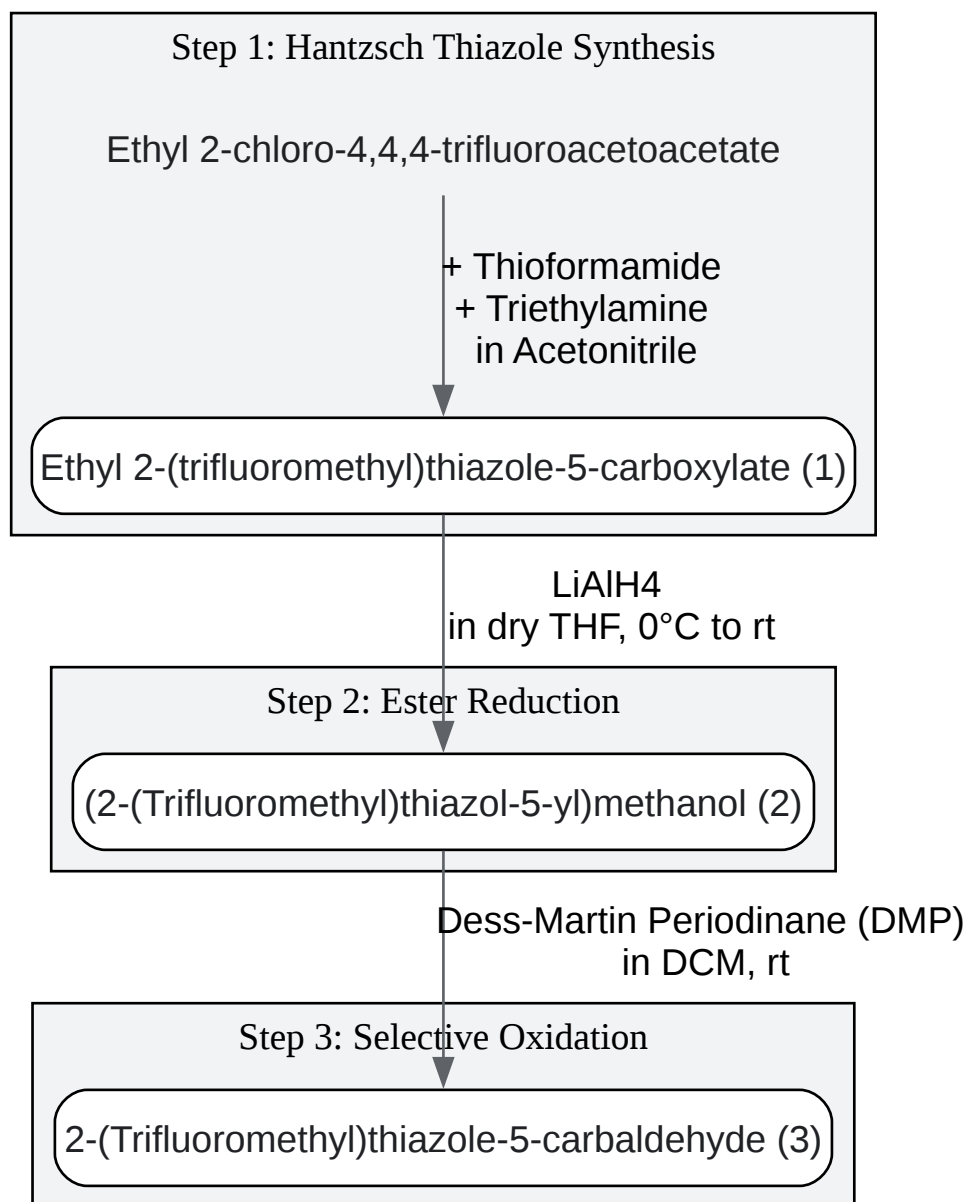 Step 1: Hantzsch Thiazole Synthesis
Ethyl 2-chloro-4,4,4-trifluoroacetoacetate
+ Thioformamide
+ Triethylamine
in Acetonitrile
Ethyl 2-(trifluoromethyl)thiazole-5-carboxylate (1)
LiAlH4
in dry THF, 0°C to rt
Step 2: Ester Reduction
(2-(Trifluoromethyl)thiazol-5-yl)methanol (2)
Dess-Martin Periodinane (DMP)
in DCM, rt
Step 3: Selective Oxidation
2-(Trifluoromethyl)thiazole-5-carbaldehyde (3)